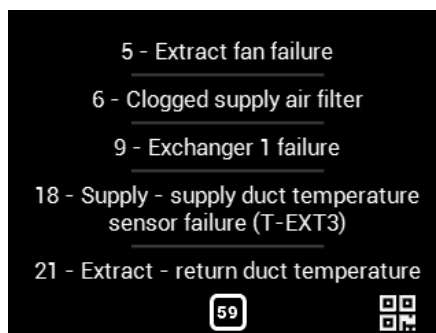 5 - Extract fan failure
6 - Clogged supply air filter
9 - Exchanger 1 failure
18 - Supply - supply duct temperature
sensor failure (T-EXT3)
21 - Extract - return duct temperature
59